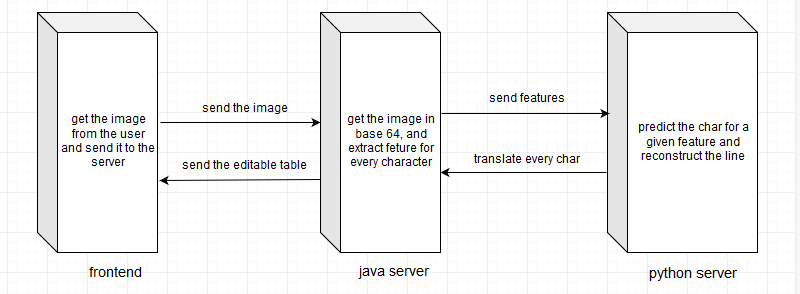 get the image
from the user
and send it to the
server
send the image
send the editable table
get the image in
base 64, and
extract feture for
every character
send features
translate every char
predict the char for a
given feature and
reconstruct the line
frontend
java server
python server